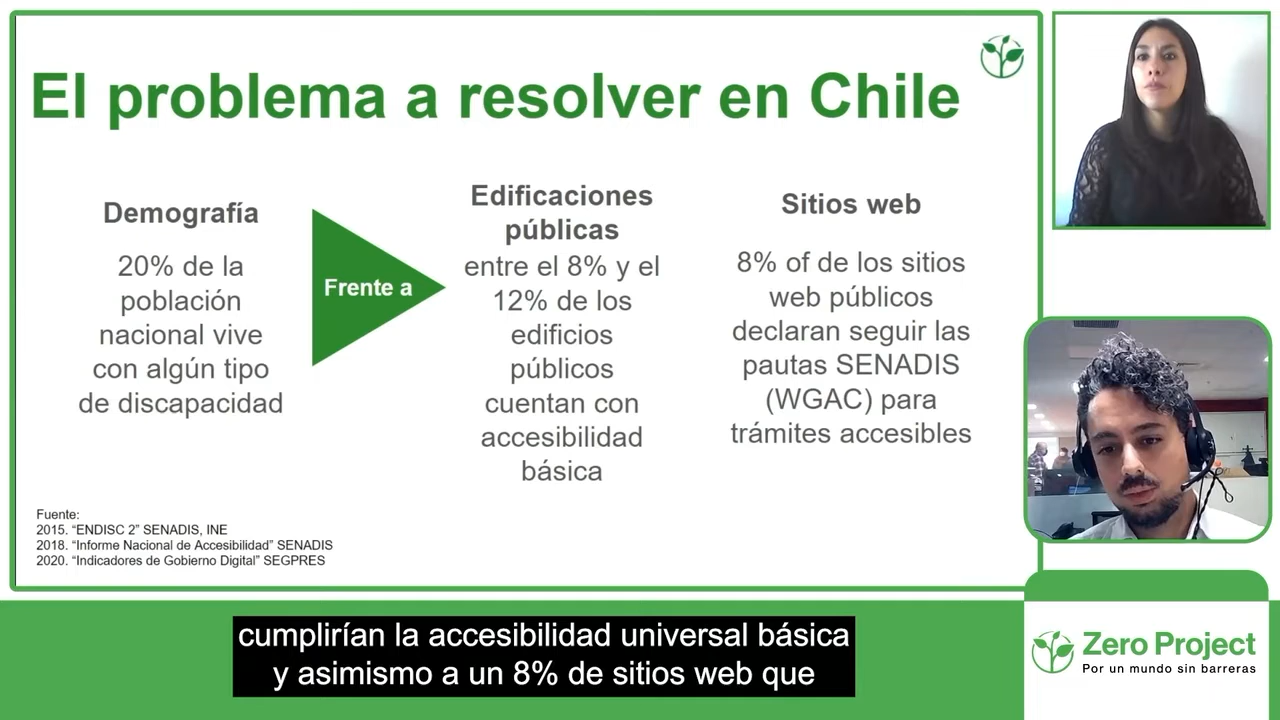 El problema a resolver en Chile
Demografía
20% de la
población
nacional vive
con algún tipo
de discapacidad
Frente a
Edificaciones
públicas
entre el 8% y el
12% de los
edificios
públicos
cuentan con
accesibilidad
básica
Sitios web
8% of de los sitios
web públicos
declaran seguir las
pautas SENADIS
(WGAC) para
trámites accesibles
Fuente:
2015. “ENDISC 2” SENADIS, INE
2018. “Informe Nacional de Accesibilidad” SENADIS
2020. “Indicadores de Gobierno Digital” SEGPRES
cumplirían la accesibilidad universal básica
y asimismo a un 8% de sitios web que
Zero Project
Por un mundo sin barreras